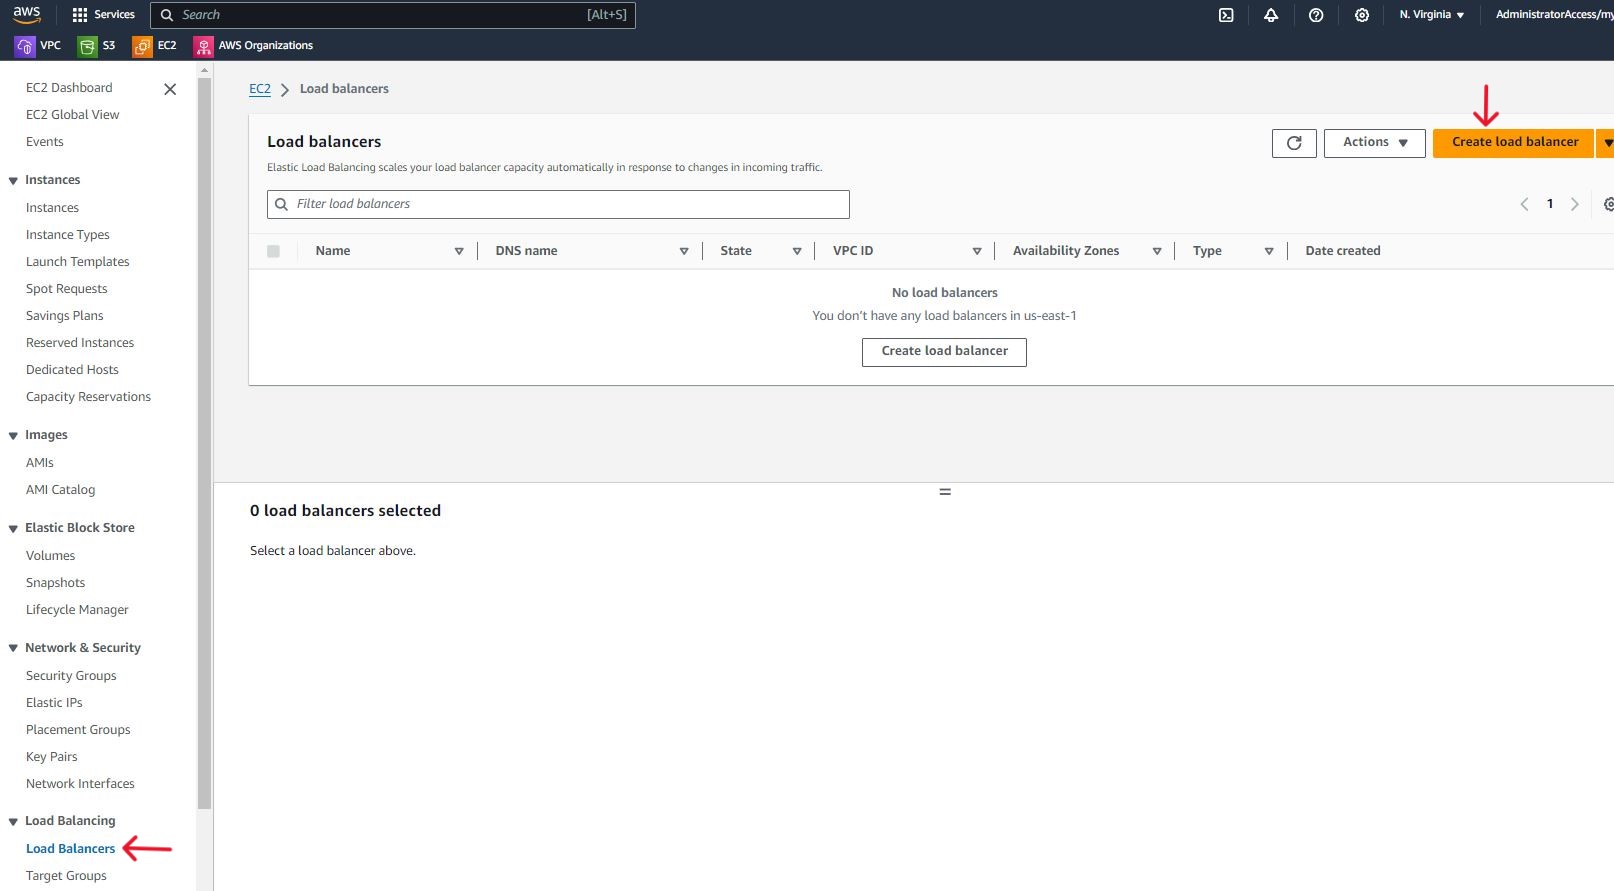 aws Services Search [Alt+S] N. Virginia AdministratorAccess/my
VPC S3 EC2 AWS Organizations
EC2 Dashboard
EC2 Global View
Events
Instances
Instances
Instance Types
Launch Templates
Spot Requests
Savings Plans
Reserved Instances
Dedicated Hosts
Capacity Reservations
Images
AMIs
AMI Catalog
Elastic Block Store
Volumes
Snapshots
Lifecycle Manager
Network & Security
Security Groups
Elastic IPs
Placement Groups
Key Pairs
Network Interfaces
Load Balancing
Load Balancers
Target Groups
EC2 > Load balancers
Load balancers Actions Create load balancer
Elastic Load Balancing scales your load balancer capacity automatically in response to changes in incoming traffic.
Filter load balancers < 1 >
Name DNS name State VPC ID Availability Zones Type Date created
No load balancers
You don’t have any load balancers in us-east-1
Create load balancer
0 load balancers selected
Select a load balancer above.